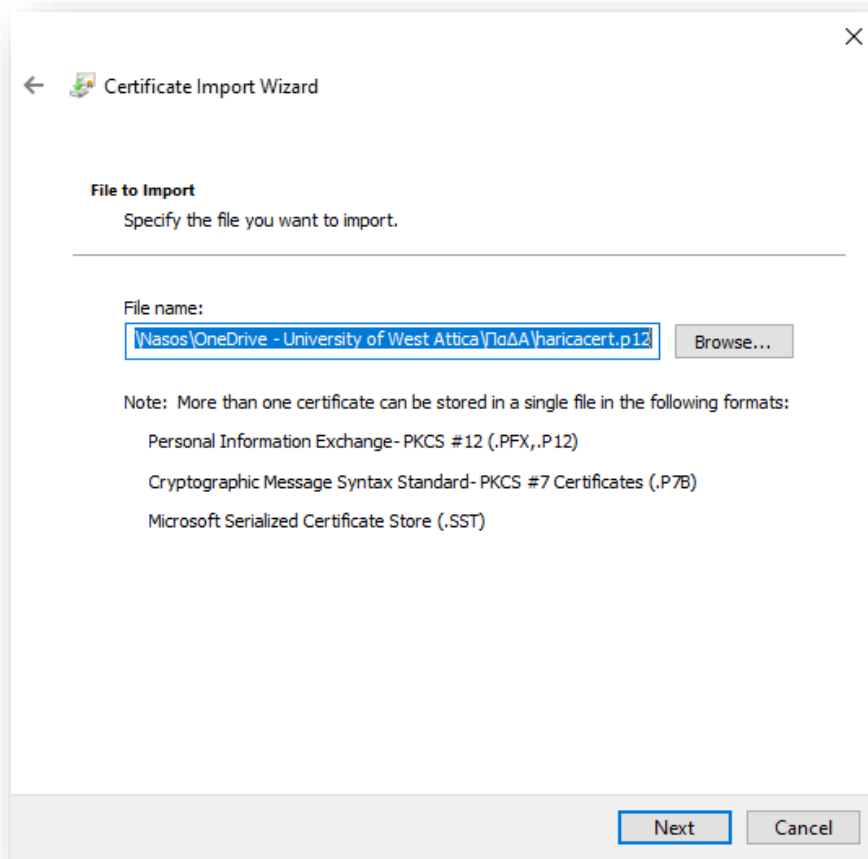 Certificate Import Wizard
File to Import
Specify the file you want to import.
File name:
\Nasos\OneDrive - University of West Attica\ΠαΔΑ\haricacert.p12
Browse...
Note: More than one certificate can be stored in a single file in the following formats:
Personal Information Exchange- PKCS #12 (.PFX,.P12)
Cryptographic Message Syntax Standard- PKCS #7 Certificates (.P7B)
Microsoft Serialized Certificate Store (.SST)
Next
Cancel